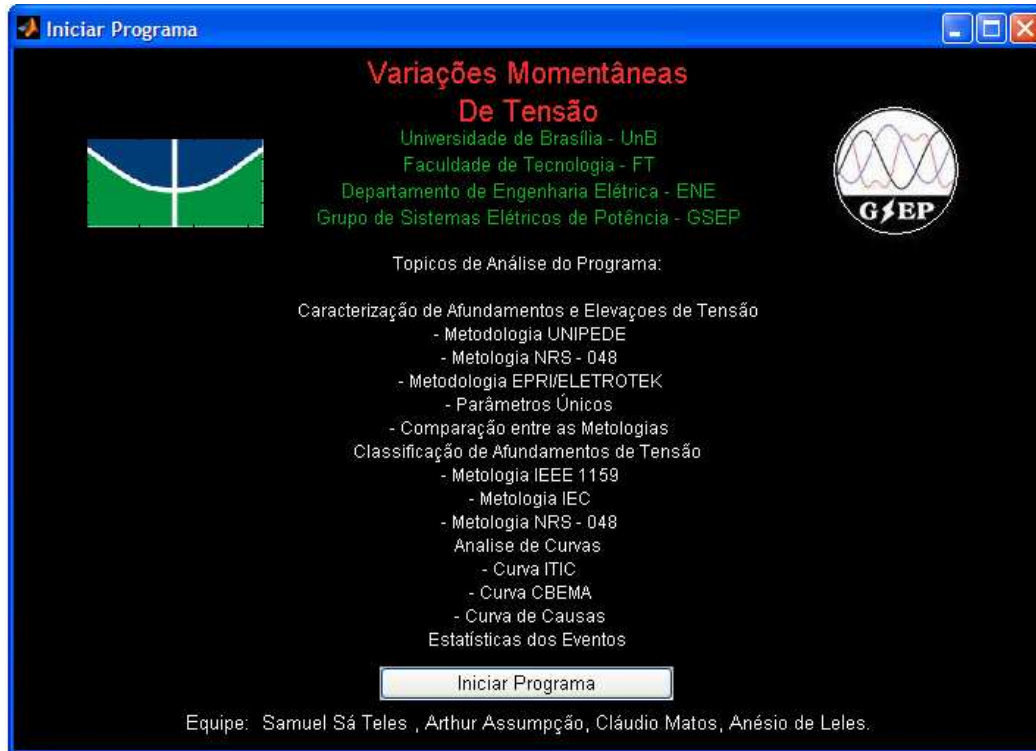 Iniciar Programa
Variações Momentâneas
De Tensão
Universidade de Brasília - UnB
Faculdade de Tecnologia - FT
Departamento de Engenharia Elétrica - ENE
Grupo de Sistemas Elétricos de Potência - GSEP
GSEP
Topicos de Análise do Programa:
Caracterização de Afundamentos e Elevaçoes de Tensão
- Metodologia UNIPEDE
- Metologia NRS - 048
- Metodologia EPRI/ELETROTEK
- Parâmetros Únicos
- Comparação entre as Metologias
Classificação de Afundamentos de Tensão
- Metologia IEEE 1159
- Metologia IEC
- Metologia NRS - 048
Analise de Curvas
- Curva ITIC
- Curva CBEMA
- Curva de Causas
Estatísticas dos Eventos
Iniciar Programa
Equipe:  Samuel Sá Teles , Arthur Assumpção, Cláudio Matos, Anésio de Leles.